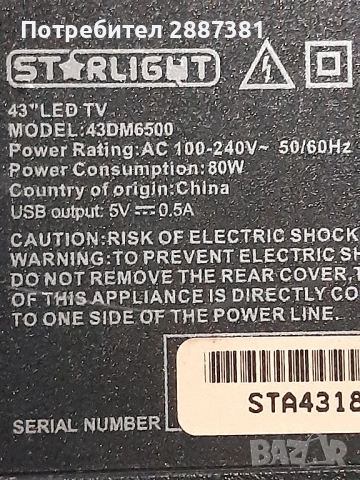 Потребител 2887381
STARLIGHT
43"LED TV
MODEL:43DM6500
Power Rating:AC 100-240V~ 50/60Hz
Power Consumption:80W
Country of origin:China
USB output: 5V⎓0.5A
CAUTION:RISK OF ELECTRIC SHOCK
WARNING:TO PREVENT ELECTRIC SH
DO NOT REMOVE THE REAR COVER,T
OF THIS APPLIANCE IS DIRECTLY CO
TO ONE SIDE OF THE POWER LINE.
STA4318
SERIAL NUMBER
BAZAR